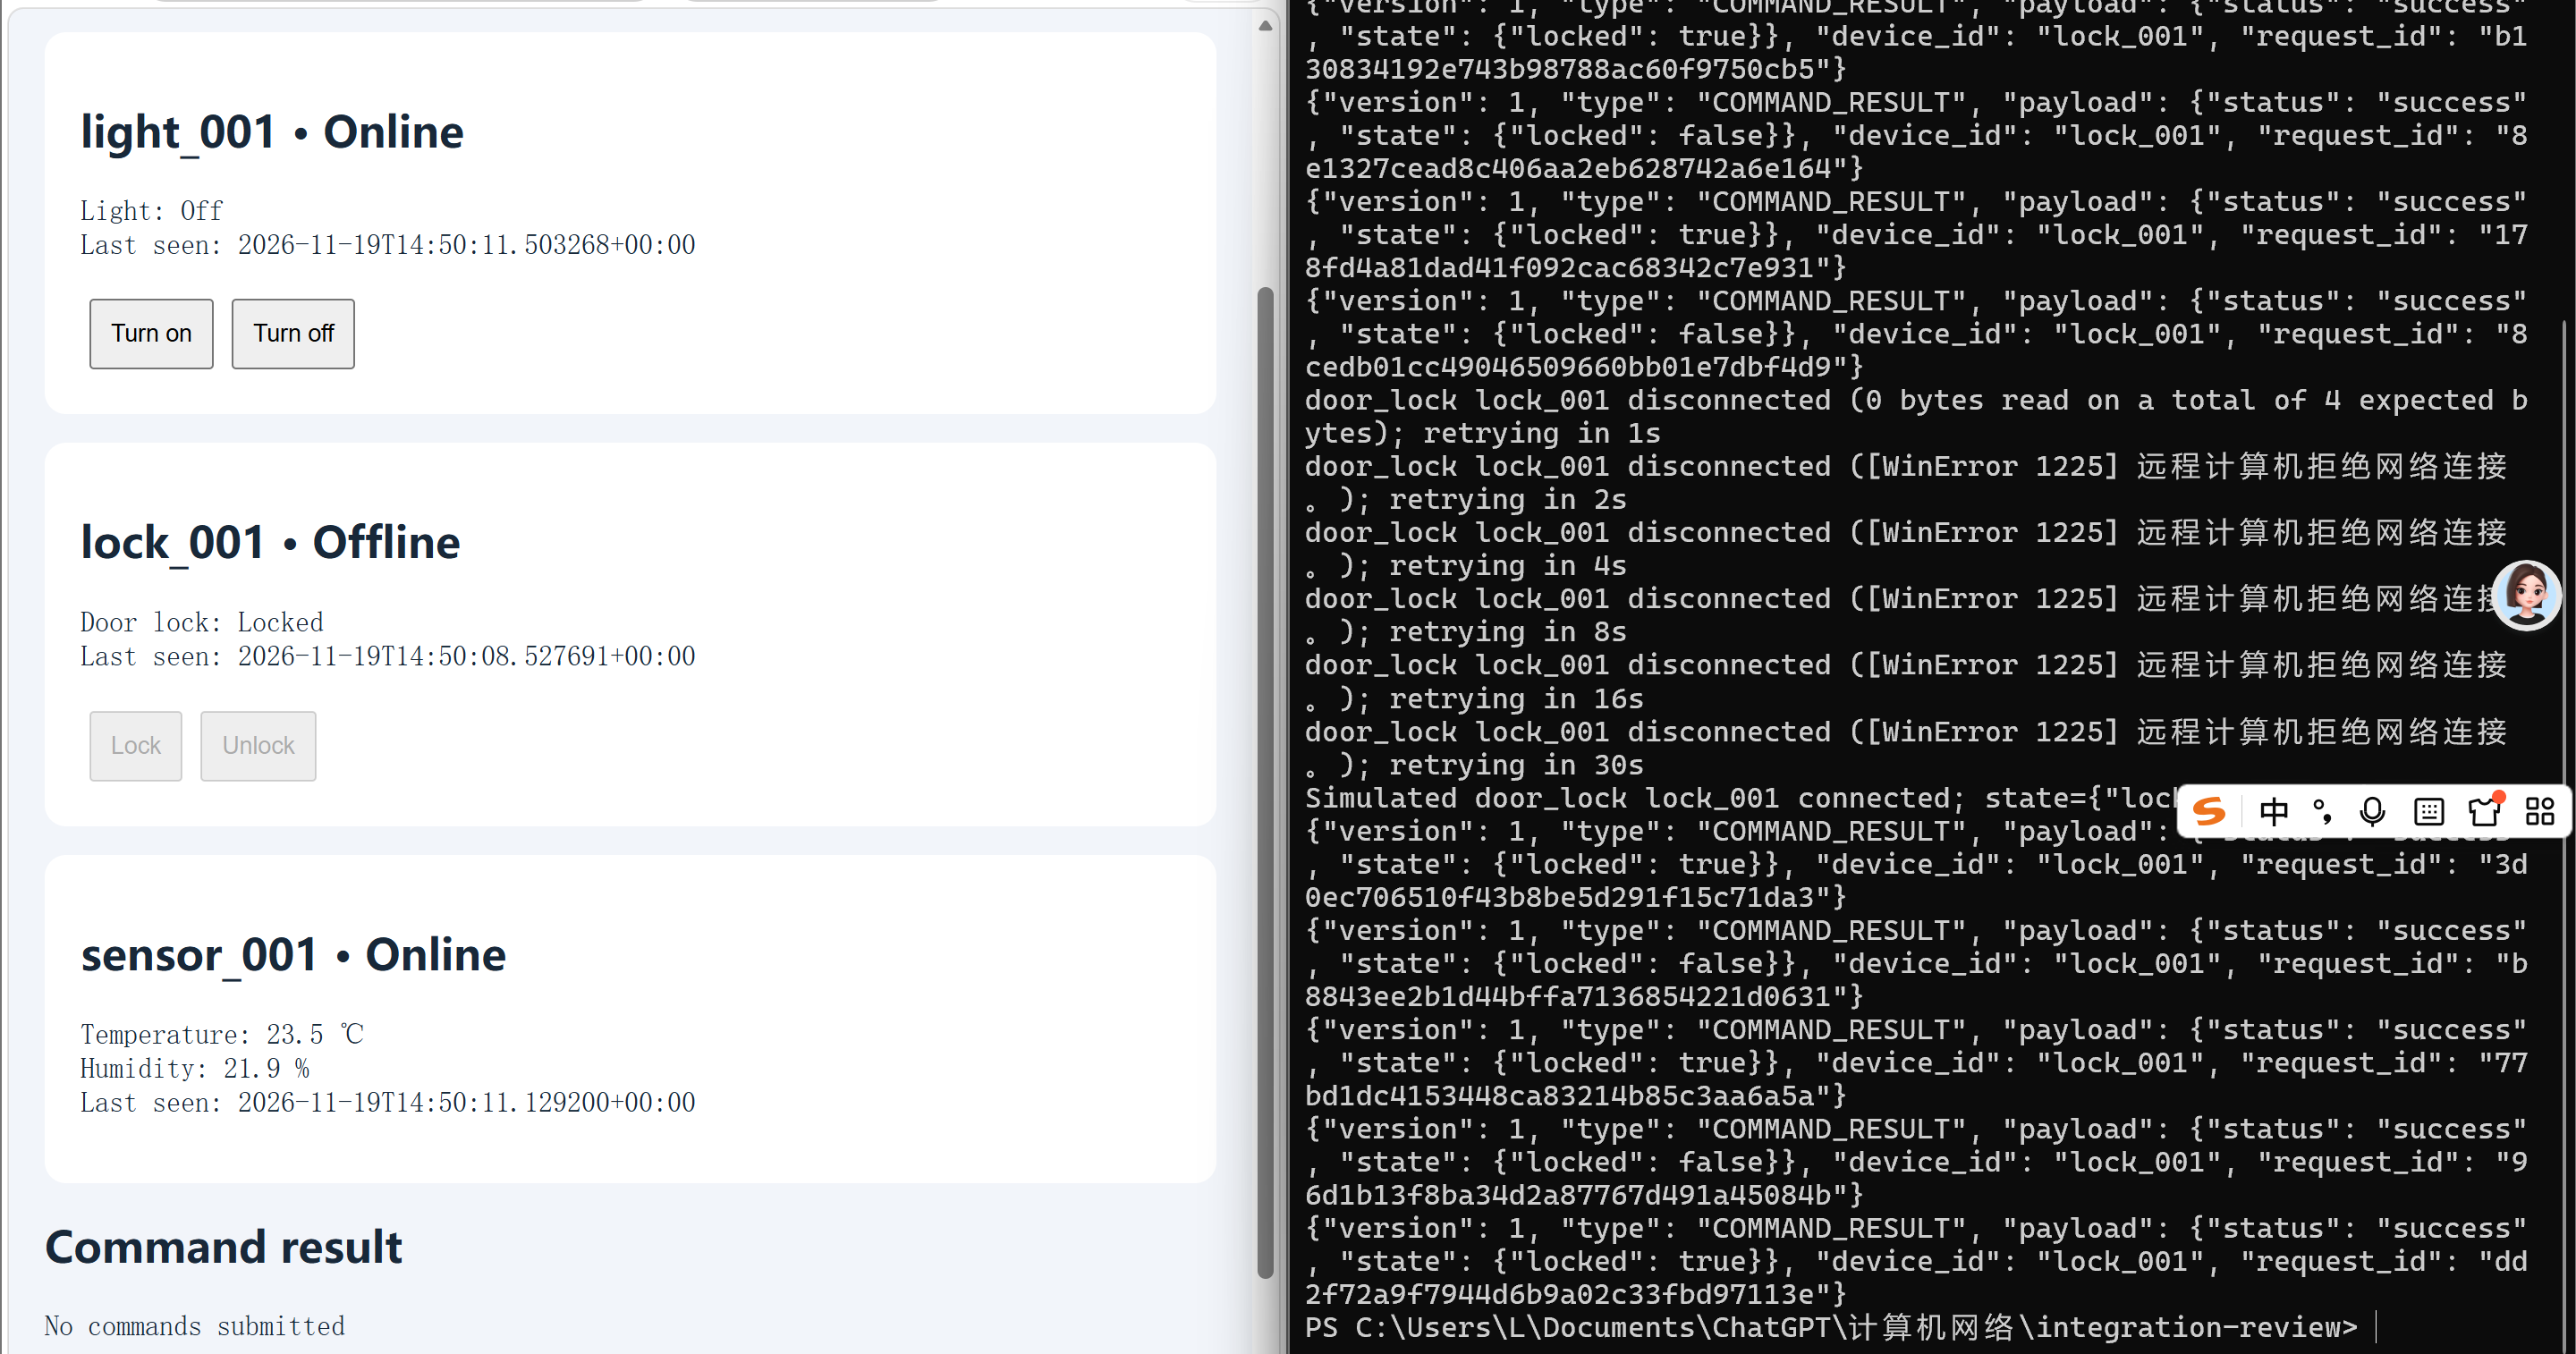 light_001 • Online
Light: Off
Last seen: 2026-11-19T14:50:11.503268+00:00
Turn on
Turn off
lock_001 • Offline
Door lock: Locked
Last seen: 2026-11-19T14:50:08.527691+00:00
Lock
Unlock
sensor_001 • Online
Temperature: 23.5 ℃
Humidity: 21.9 %
Last seen: 2026-11-19T14:50:11.129200+00:00
Command result
No commands submitted
{"version": 1, "type": "COMMAND_RESULT", "payload": {"status": "success"
, "state": {"locked": true}}, "device_id": "lock_001", "request_id": "b1
30834192e743b98788ac60f9750cb5"}
{"version": 1, "type": "COMMAND_RESULT", "payload": {"status": "success"
, "state": {"locked": false}}, "device_id": "lock_001", "request_id": "8
e1327cead8c406aa2eb628742a6e164"}
{"version": 1, "type": "COMMAND_RESULT", "payload": {"status": "success"
, "state": {"locked": true}}, "device_id": "lock_001", "request_id": "17
8fd4a81dad41f092cac68342c7e931"}
{"version": 1, "type": "COMMAND_RESULT", "payload": {"status": "success"
, "state": {"locked": false}}, "device_id": "lock_001", "request_id": "8
cedb01cc49046509660bb01e7dbf4d9"}
door_lock lock_001 disconnected (0 bytes read on a total of 4 expected b
ytes); retrying in 1s
door_lock lock_001 disconnected ([WinError 1225] 远程计算机拒绝网络连接
。); retrying in 2s
door_lock lock_001 disconnected ([WinError 1225] 远程计算机拒绝网络连接
。); retrying in 4s
door_lock lock_001 disconnected ([WinError 1225] 远程计算机拒绝网络连
。); retrying in 8s
door_lock lock_001 disconnected ([WinError 1225] 远程计算机拒绝网络连接
。); retrying in 16s
door_lock lock_001 disconnected ([WinError 1225] 远程计算机拒绝网络连接
。); retrying in 30s
Simulated door_lock lock_001 connected; state={"loc
中
{"version": 1, "type": "COMMAND_RESULT", "payload": {"status": "success"
, "state": {"locked": true}}, "device_id": "lock_001", "request_id": "3d
0ec706510f43b8be5d291f15c71da3"}
{"version": 1, "type": "COMMAND_RESULT", "payload": {"status": "success"
, "state": {"locked": false}}, "device_id": "lock_001", "request_id": "b
8843ee2b1d44bffa7136854221d0631"}
{"version": 1, "type": "COMMAND_RESULT", "payload": {"status": "success"
, "state": {"locked": true}}, "device_id": "lock_001", "request_id": "77
bd1dc4153448ca83214b85c3aa6a5a"}
{"version": 1, "type": "COMMAND_RESULT", "payload": {"status": "success"
, "state": {"locked": false}}, "device_id": "lock_001", "request_id": "9
6d1b13f8ba34d2a87767d491a45084b"}
{"version": 1, "type": "COMMAND_RESULT", "payload": {"status": "success"
, "state": {"locked": true}}, "device_id": "lock_001", "request_id": "dd
2f72a9f7944d6b9a02c33fbd97113e"}
PS C:\Users\L\Documents\ChatGPT\计算机网络\integration-review>